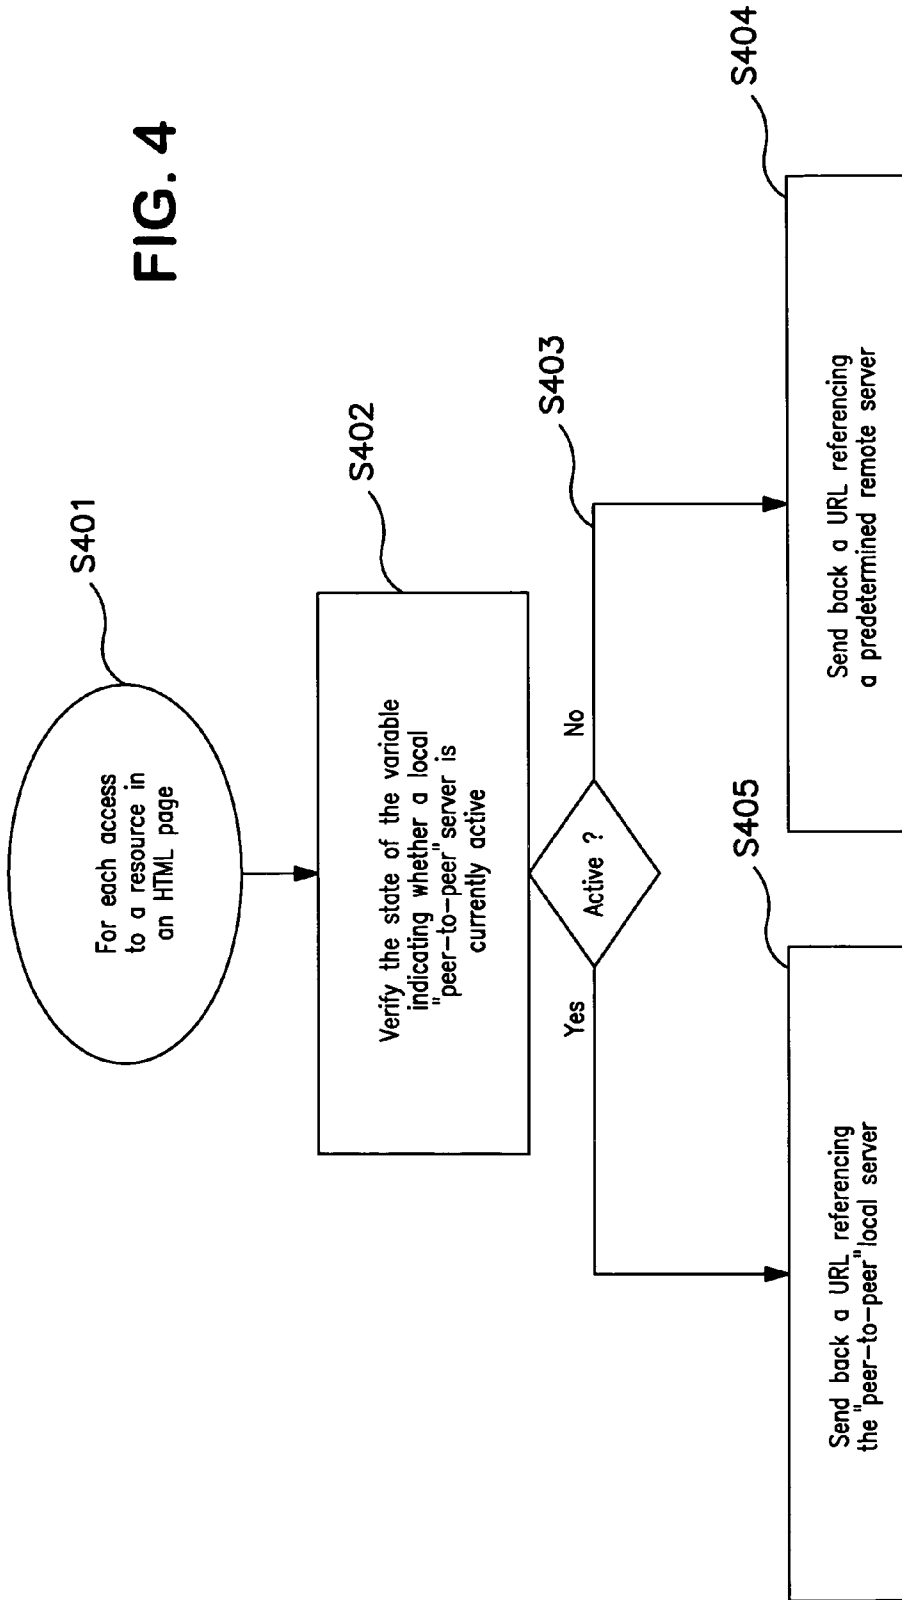 FIG. 4
S401
For each access
to a resource in
an HTML page
S402
Verify the state of the variable
indicating whether a local
"peer-to-peer" server is
currently active
S403
Active ?
Yes
No
S405
Send back a URL referencing
the "peer-to-peer" local server
S404
Send back a URL referencing
a predetermined remote server